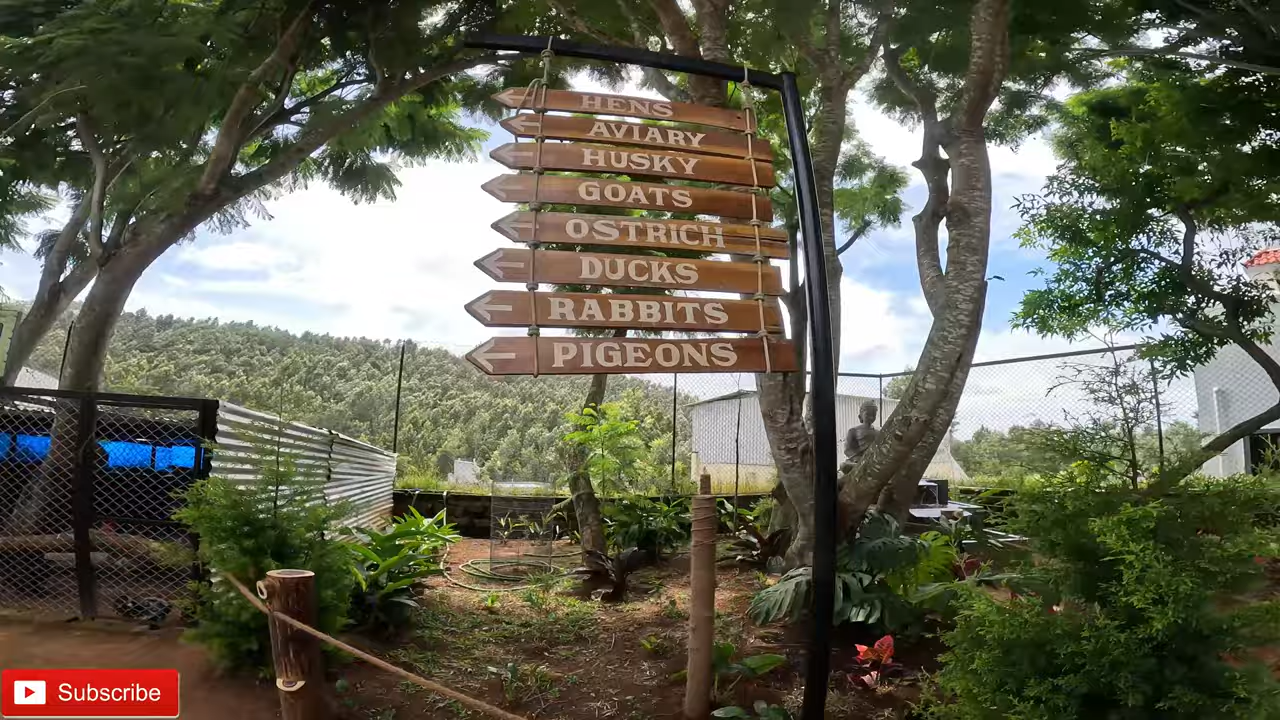 HENS
AVIARY
HUSKY
GOATS
OSTRICH
DUCKS
RABBITS
PIGEONS
Subscribe